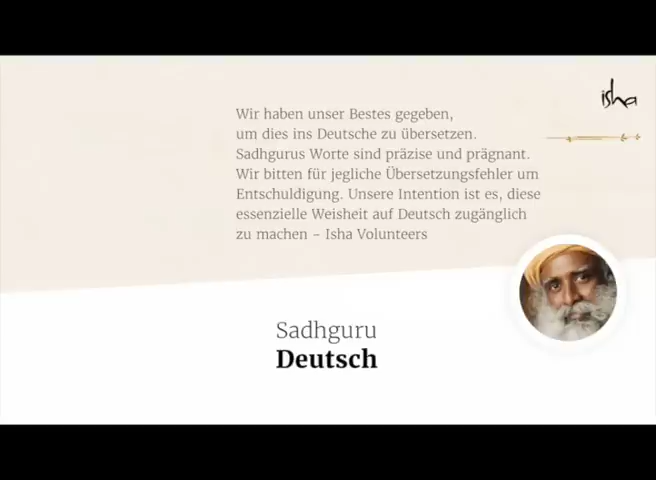 isha
Wir haben unser Bestes gegeben,
um dies ins Deutsche zu übersetzen.
Sadhgurus Worte sind präzise und prägnant.
Wir bitten für jegliche Übersetzungsfehler um
Entschuldigung. Unsere Intention ist es, diese
essenzielle Weisheit auf Deutsch zugänglich
zu machen – Isha Volunteers
Sadhguru
Deutsch